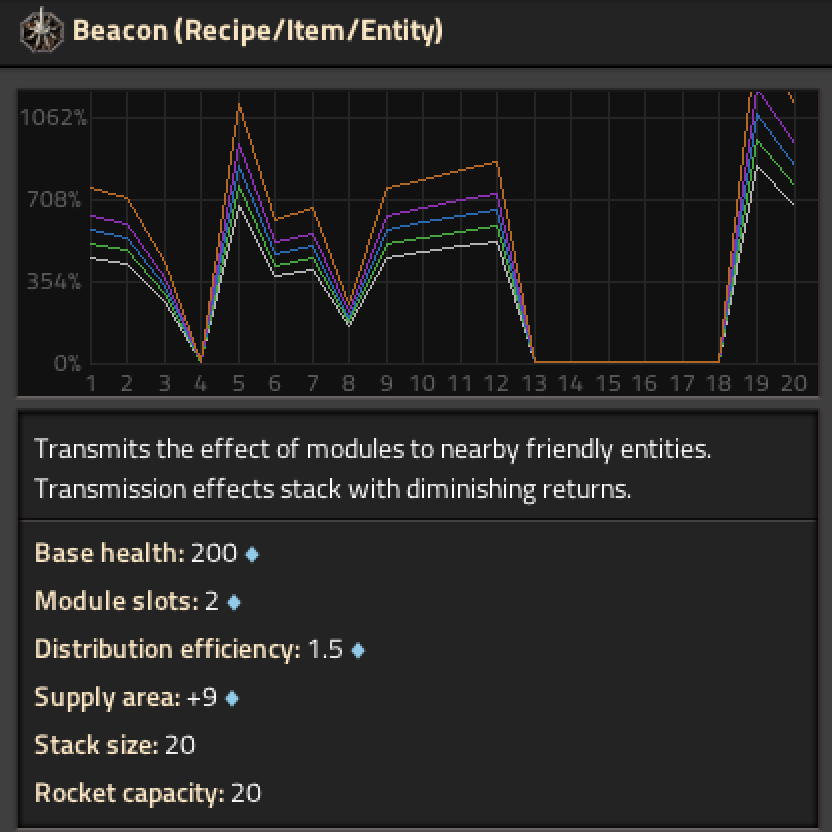 Beacon (Recipe/Item/Entity)
1062%
708%
354%
0%
1 2 3 4 5 6 7 8 9 10 11 12 13 14 15 16 17 18 19 20
Transmits the effect of modules to nearby friendly entities.
Transmission effects stack with diminishing returns.
Base health: 200
Module slots: 2
Distribution efficiency: 1.5
Supply area: +9
Stack size: 20
Rocket capacity: 20